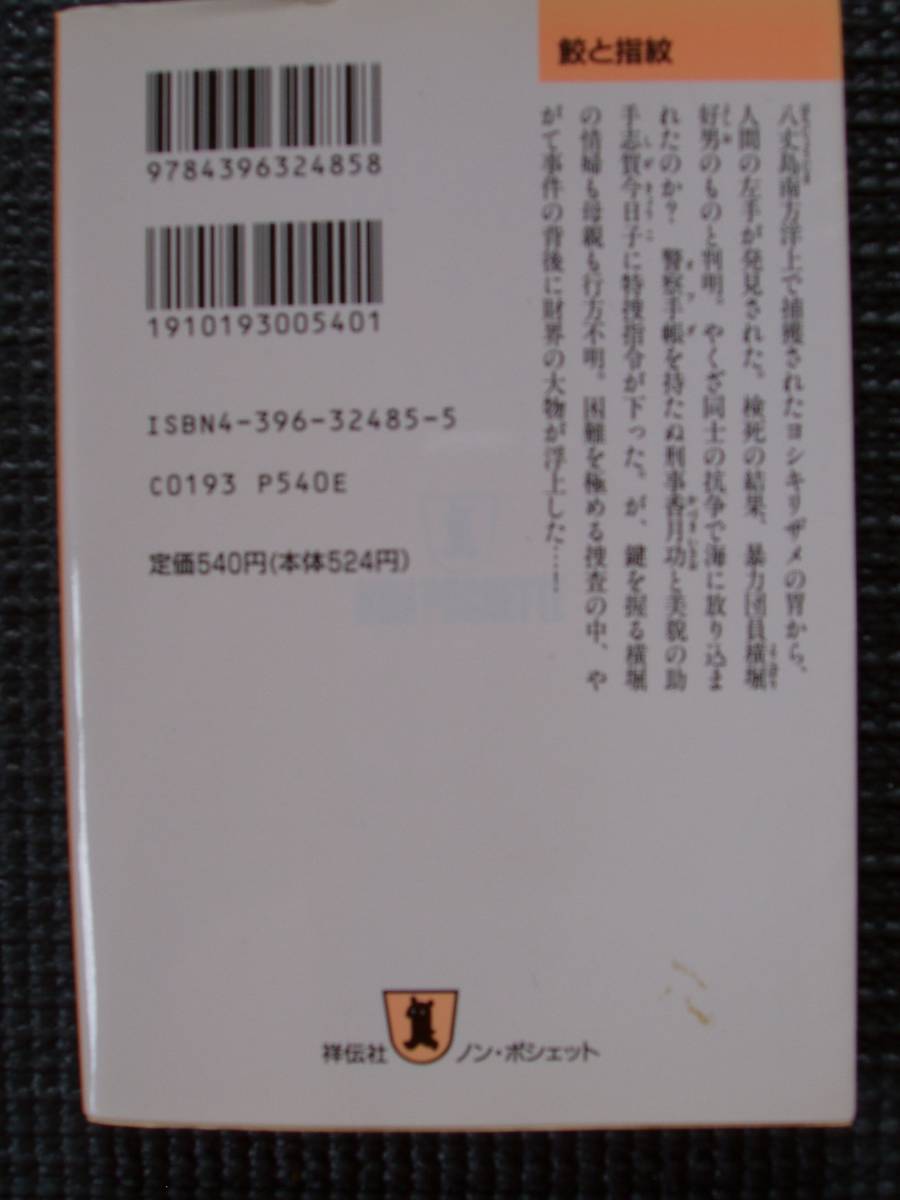 鮫と指紋
八丈島南方洋上で捕獲されたヨシキリザメの胃から、
人間の左手が発見された。検死の結果、暴力団員横堀
好男のものと判明。やくざ同士の抗争で海に放り込ま
れたのか？　警察手帳を持たぬ刑事香月功と美貌の助
手志賀今日子に特捜指令が下った。が、鍵を握る横堀
の情婦も母親も行方不明。困難を極める捜査の中、や
がて事件の背後に財界の大物が浮上した……！
9784396324858
1910193005401
ISBN4-396-32485-5
C0193 P540E
定価540円(本体524円)
祥伝社 ノン・ポシェット